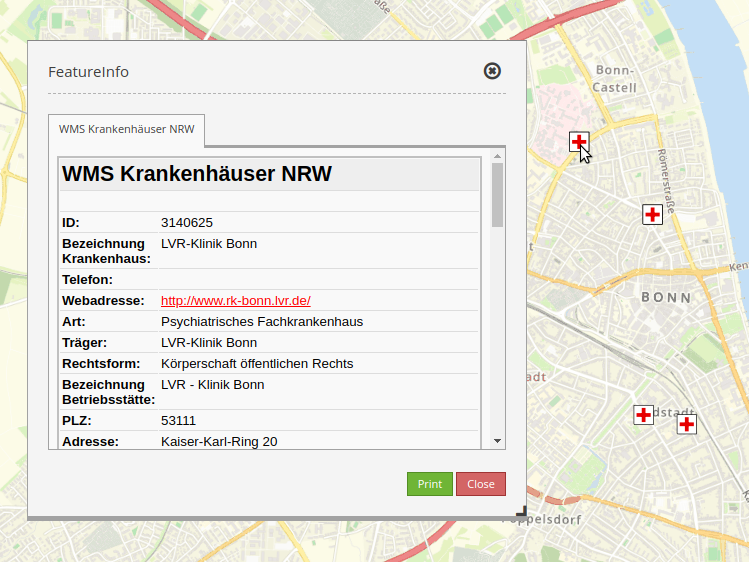 ße
Bonn-
Castell
Römerstraße
BONN
Ken
t
adt
dstadt
Poppelsdorf
FeatureInfo
WMS Krankenhäuser NRW
WMS Krankenhäuser NRW
ID: 3140625
Bezeichnung LVR-Klinik Bonn
Krankenhaus:
Telefon:
Webadresse: http://www.rk-bonn.lvr.de/
Art: Psychiatrisches Fachkrankenhaus
Träger: LVR-Klinik Bonn
Rechtsform: Körperschaft öffentlichen Rechts
Bezeichnung LVR - Klinik Bonn
Betriebsstätte:
PLZ: 53111
Adresse: Kaiser-Karl-Ring 20
Print Close